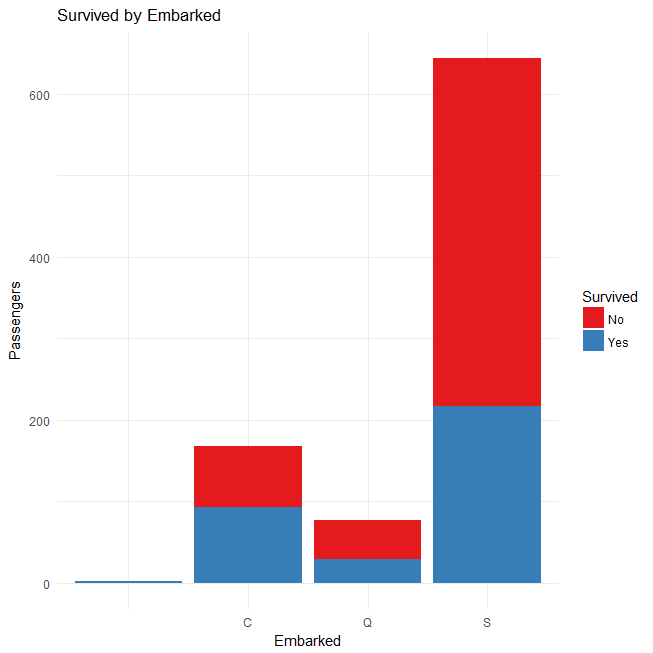 Survived by Embarked
600
400
200
0
Passengers
C Q S
Embarked
Survived
No
Yes